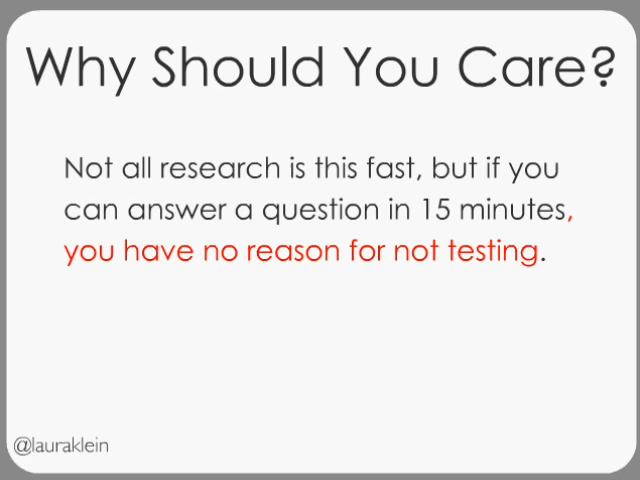 Why Should You Care?
Not all research is this fast, but if you
can answer a question in 15 minutes,
you have no reason for not testing.
@lauraklein